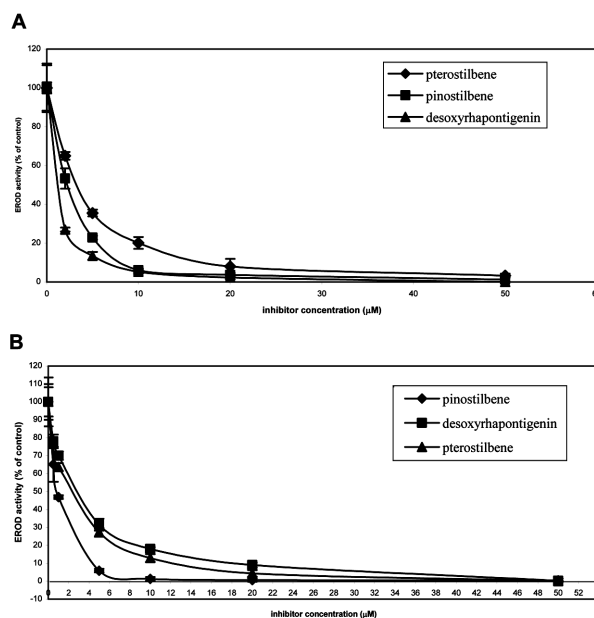 A
120
100
80
60
40
20
0
EROD activity (% of control)
pterostilbene
pinostilbene
desoxyrhapontigenin
0 10 20 30 40 50 6
inhibitor concentration (µM)
B
120
110
100
90
80
70
60
50
40
30
20
10
0
-10
EROD activity (% of control)
pinostilbene
desoxyrhapontigenin
pterostilbene
0 2 4 6 8 10 12 14 16 18 20 22 24 26 28 30 32 34 36 38 40 42 44 46 48 50 52
inhibitor concentration (µM)